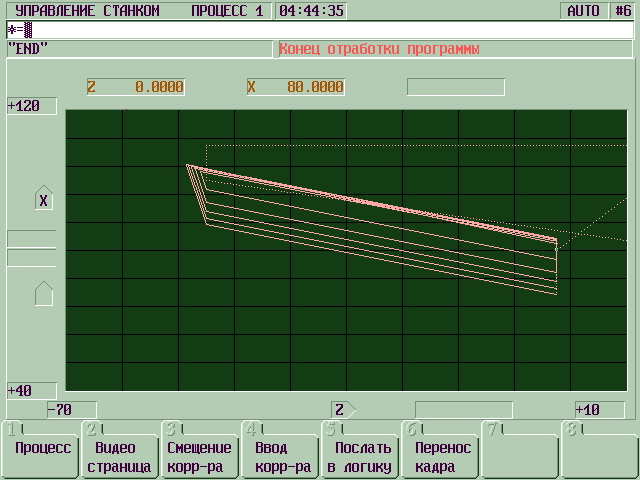 УПРАВЛЕНИЕ СТАНКОМ ПРОЦЕСС 1 04:44:35 AUTO #6
*=
"END" Конец отработки программы
Z 0.0000 X 80.0000
+120
X
+40
-70 Z +10
1 2 3 4 5 6 7 8
Процесс Видео страница Смещение корр-ра Ввод корр-ра Послать в логику Перенос кадра